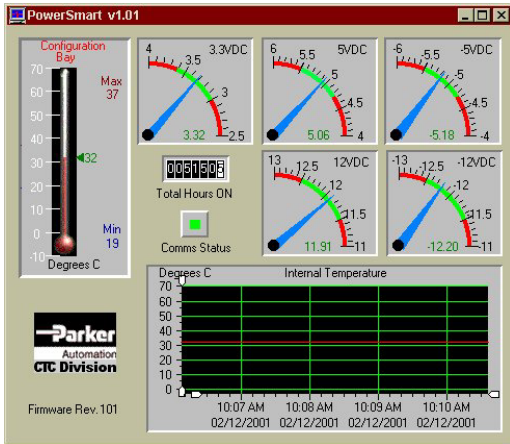 PowerSmart v1.01
Configuration
Bay
70
60
50
40
30
20
10
0
-10
Max
37
32
Min
19
Degrees C
4 3.3VDC
3.5
3
2.5
3.32
6 5VDC
5.5
5
4.5
4
5.06
-6 -5VDC
-5.5
-5
-4.5
-4
-5.18
Total Hours ON
Comms Status
13 12VDC
12.5
12
11.5
11
11.91
-13 -12VDC
-12.5
-12
-11.5
-11
-12.20
Degrees C Internal Temperature
70
60
50
40
30
20
10
0
10:07 AM 10:08 AM 10:09 AM 10:10 AM
02/12/2001 02/12/2001 02/12/2001 02/12/2001
Parker
Automation
CTC Division
Firmware Rev. 101